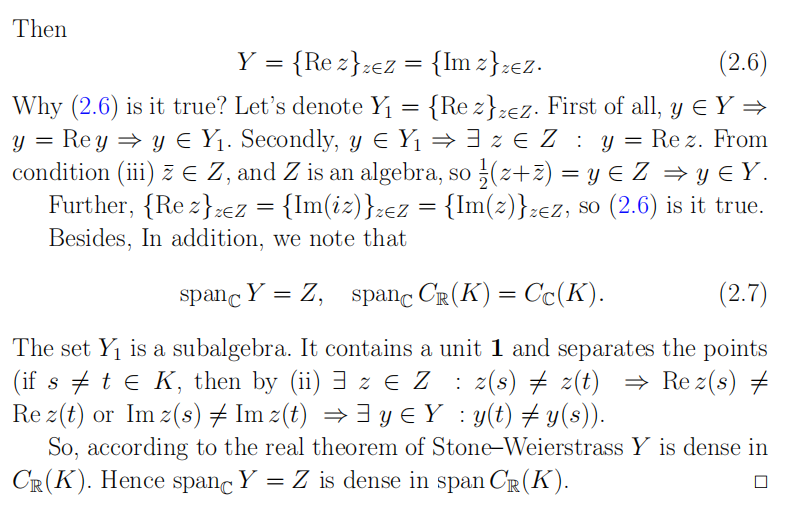 Then
Y = {Re z}_{z∈Z} = {Im z}_{z∈Z}. (2.6)
Why (2.6) is it true? Let's denote Y₁ = {Re z}_{z∈Z}. First of all, y ∈ Y ⇒
y = Re y ⇒ y ∈ Y₁. Secondly, y ∈ Y₁ ⇒ ∃ z ∈ Z : y = Re z. From
condition (iii) z̄ ∈ Z, and Z is an algebra, so ½(z+z̄) = y ∈ Z ⇒ y ∈ Y.
Further, {Re z}_{z∈Z} = {Im(iz)}_{z∈Z} = {Im(z)}_{z∈Z}, so (2.6) is it true.
Besides, In addition, we note that
span_ℂ Y = Z, span_ℂ C_ℝ(K) = C_ℂ(K). (2.7)
The set Y₁ is a subalgebra. It contains a unit 1 and separates the points
(if s ≠ t ∈ K, then by (ii) ∃ z ∈ Z : z(s) ≠ z(t) ⇒ Re z(s) ≠
Re z(t) or Im z(s) ≠ Im z(t) ⇒ ∃ y ∈ Y : y(t) ≠ y(s)).
So, according to the real theorem of Stone–Weierstrass Y is dense in
C_ℝ(K). Hence span_ℂ Y = Z is dense in span C_ℝ(K). □